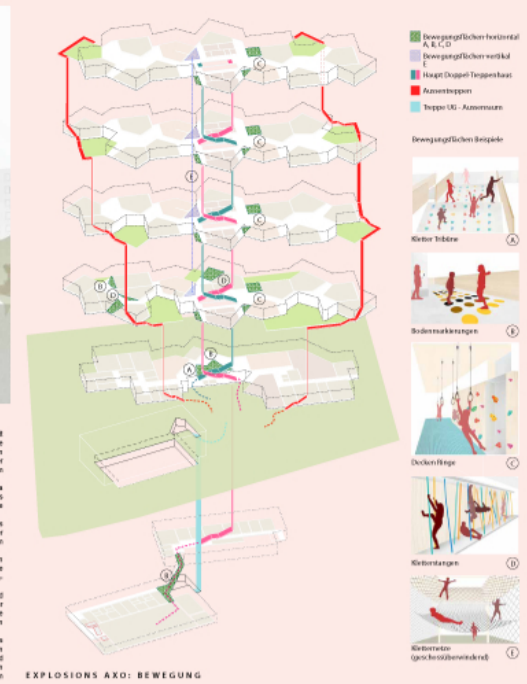 Bewegungsflächen-horizontal
A, B, C, D
Bewegungsflächen-vertikal
E
Haupt Doppel-Treppenhaus
Aussentreppen
Treppe UG - Aussenraum
Bewegungsflächen Beispiele
Kletter Tribüne
A
Bodenmarkierungen
B
Decken Ringe
C
Kletterstangen
D
Kletternetze
(geschossüberwindend)
E
C
C
E
C
D
D
D
C
B
A
B
EXPLOSIONS AXO: BEWEGUNG